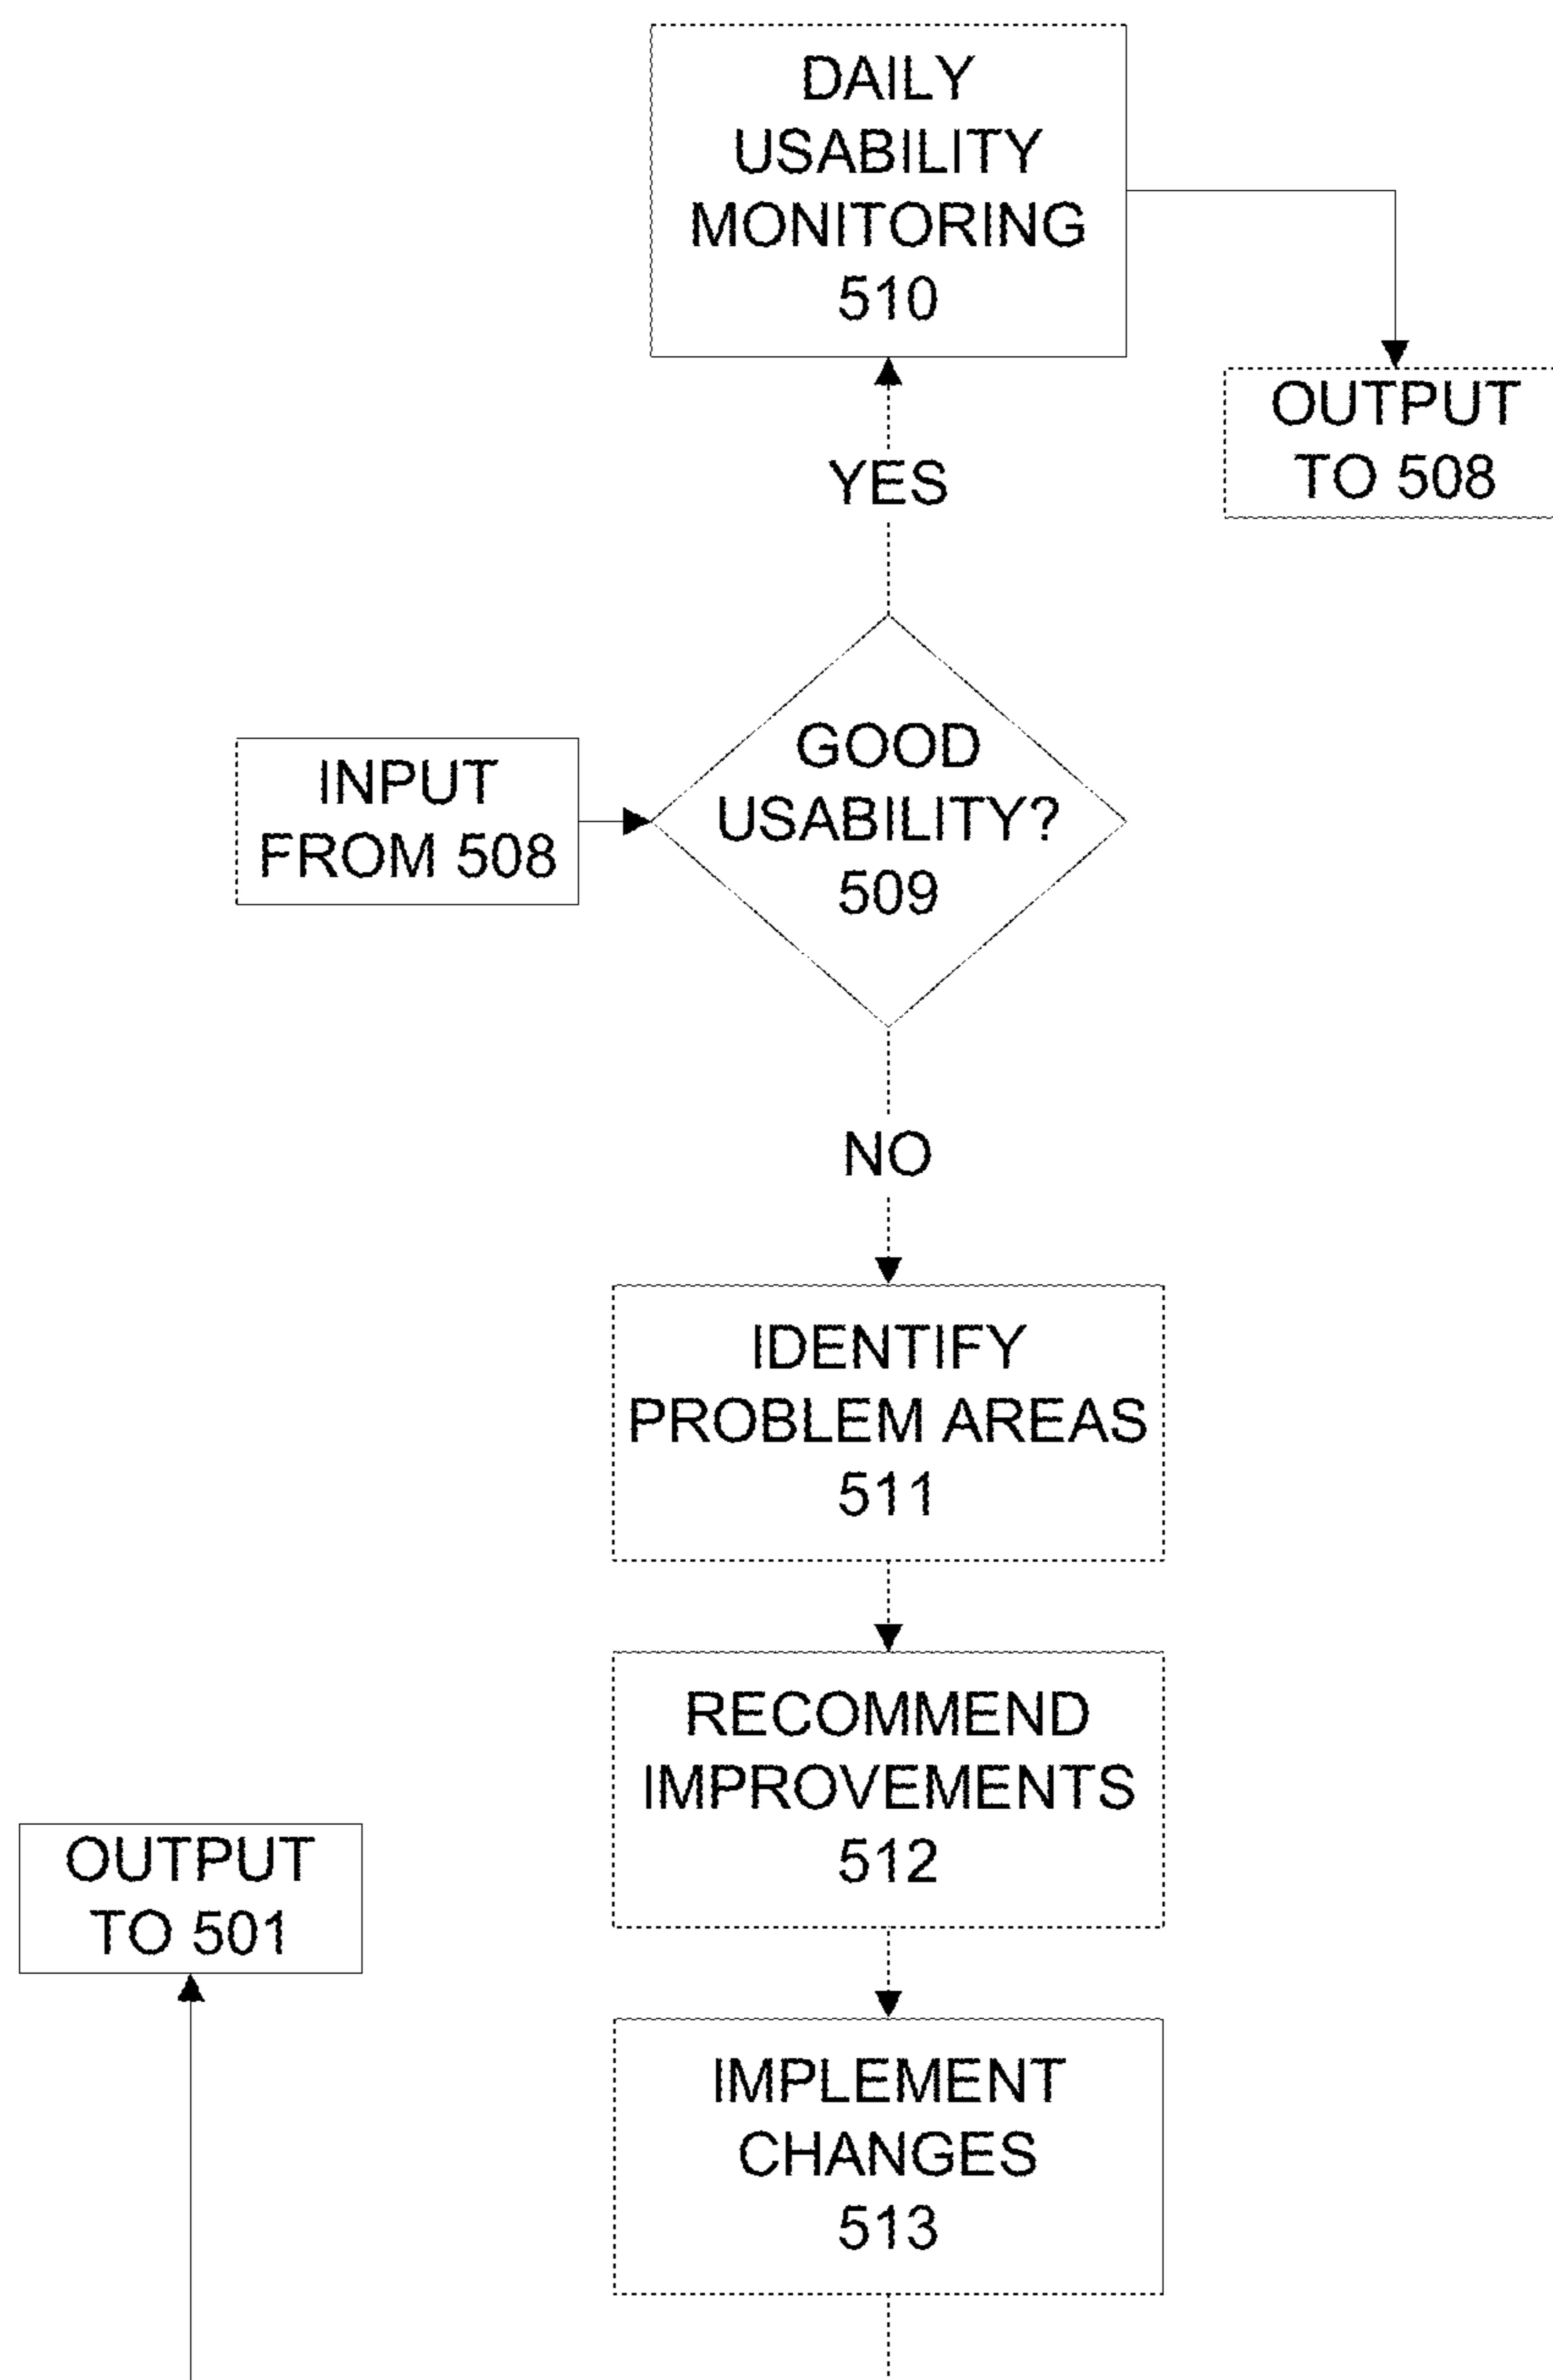 DAILY
USABILITY
MONITORING
510
OUTPUT
TO 508
YES
INPUT
FROM 508
GOOD
USABILITY?
509
NO
IDENTIFY
PROBLEM AREAS
511
RECOMMEND
IMPROVEMENTS
512
OUTPUT
TO 501
IMPLEMENT
CHANGES
513